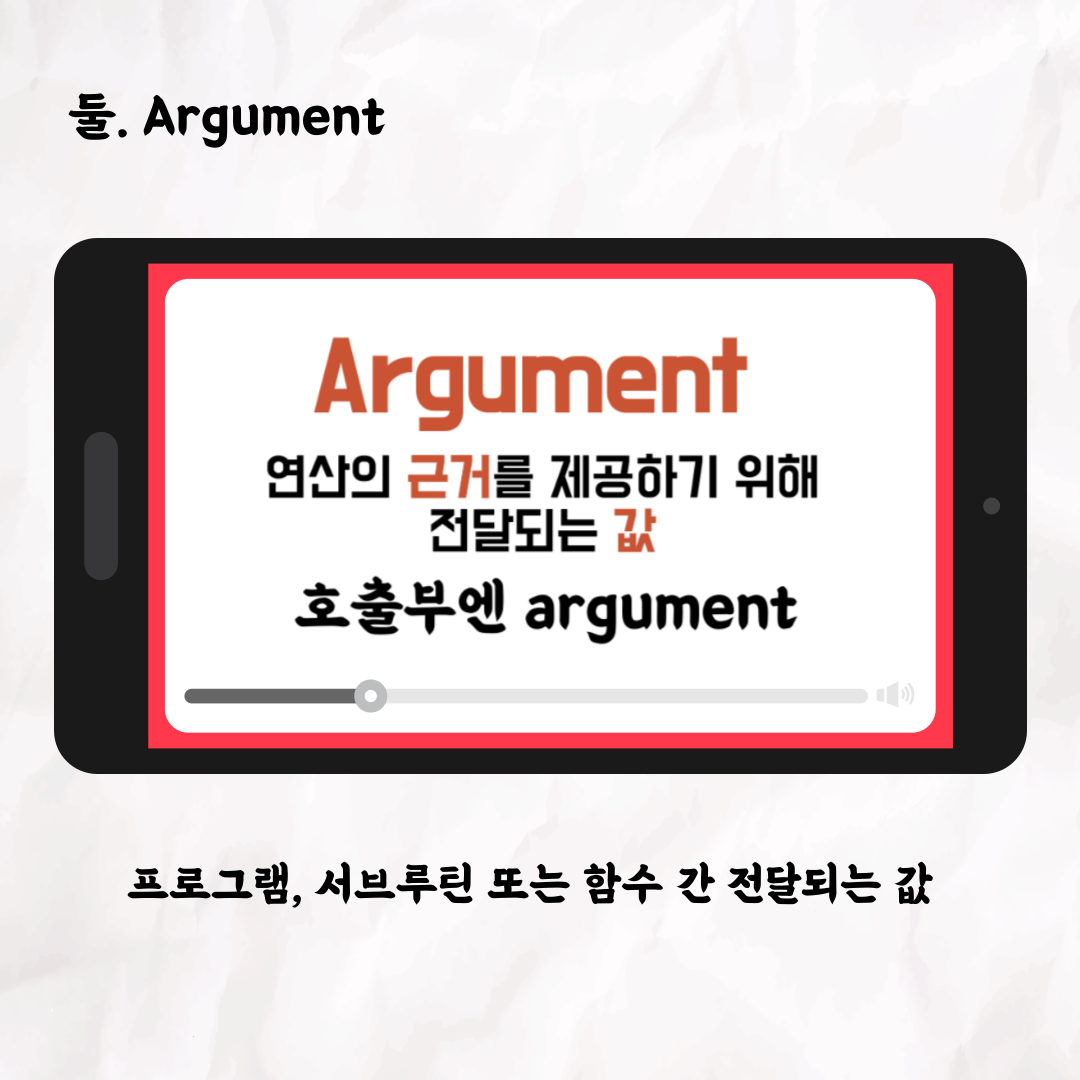 둘. Argument
Argument
연산의 근거를 제공하기 위해
전달되는 값
호출부엔 argument
프로그램, 서브루틴 또는 함수 간 전달되는 값